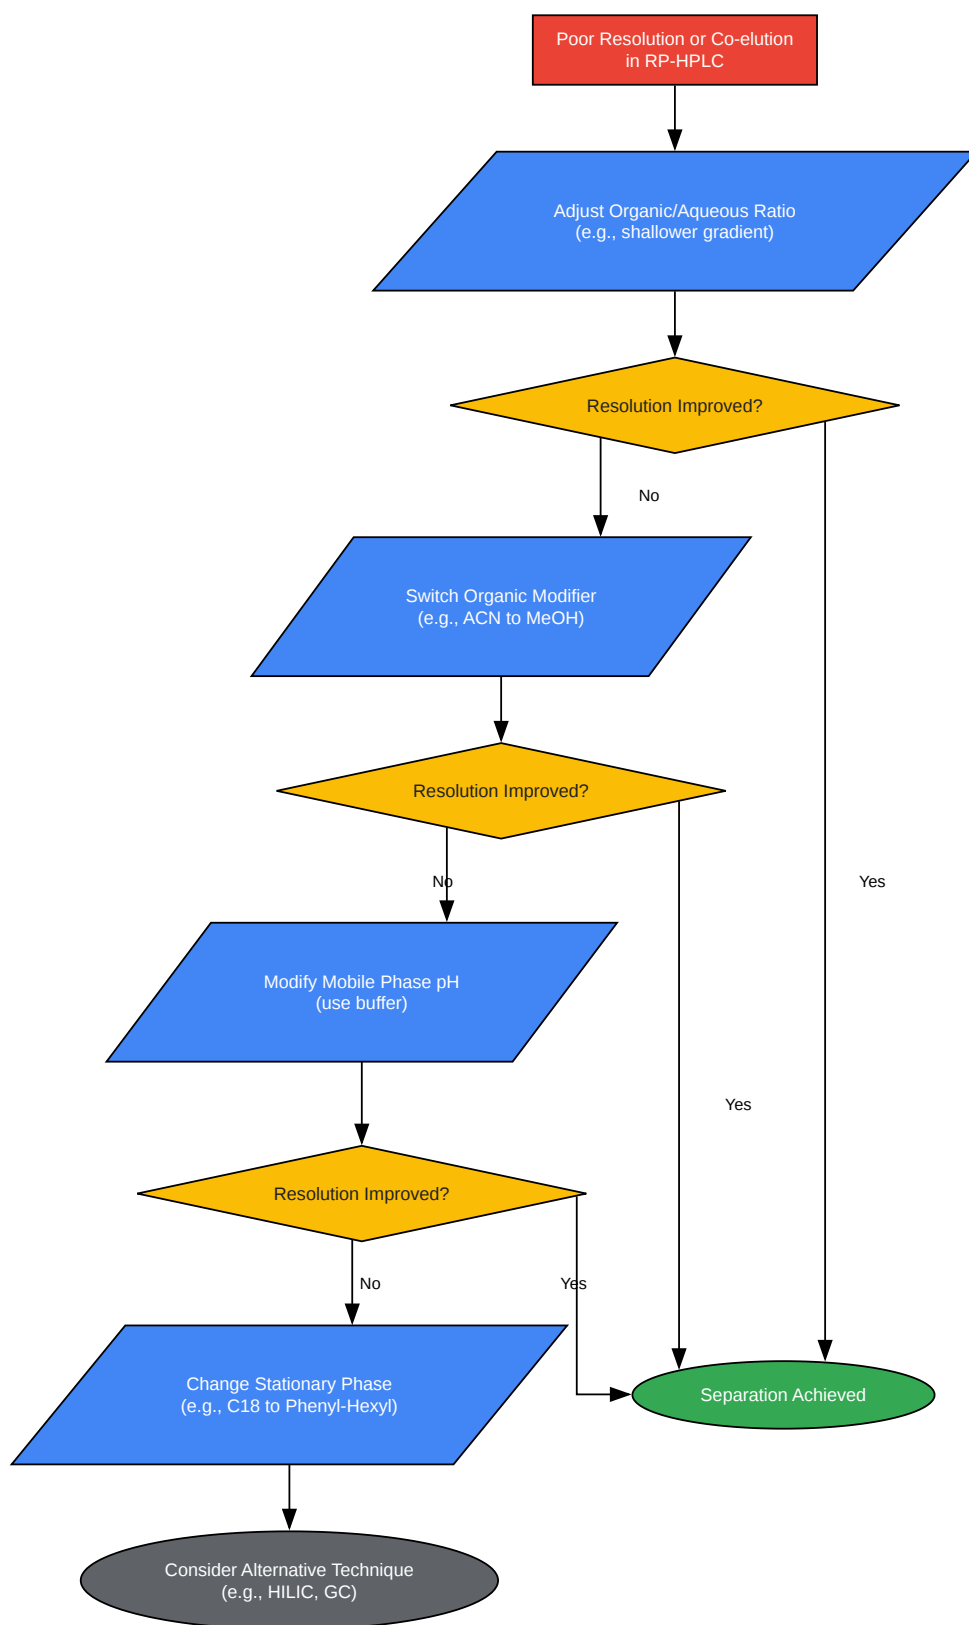 Poor Resolution or Co-elution
in RP-HPLC
Adjust Organic/Aqueous Ratio
(e.g., shallower gradient)
Resolution Improved?
No
Switch Organic Modifier
(e.g., ACN to MeOH)
Resolution Improved?
No
Yes
Modify Mobile Phase pH
(use buffer)
Yes
Resolution Improved?
No
Yes
Change Stationary Phase
(e.g., C18 to Phenyl-Hexyl)
Separation Achieved
Consider Alternative Technique
(e.g., HILIC, GC)